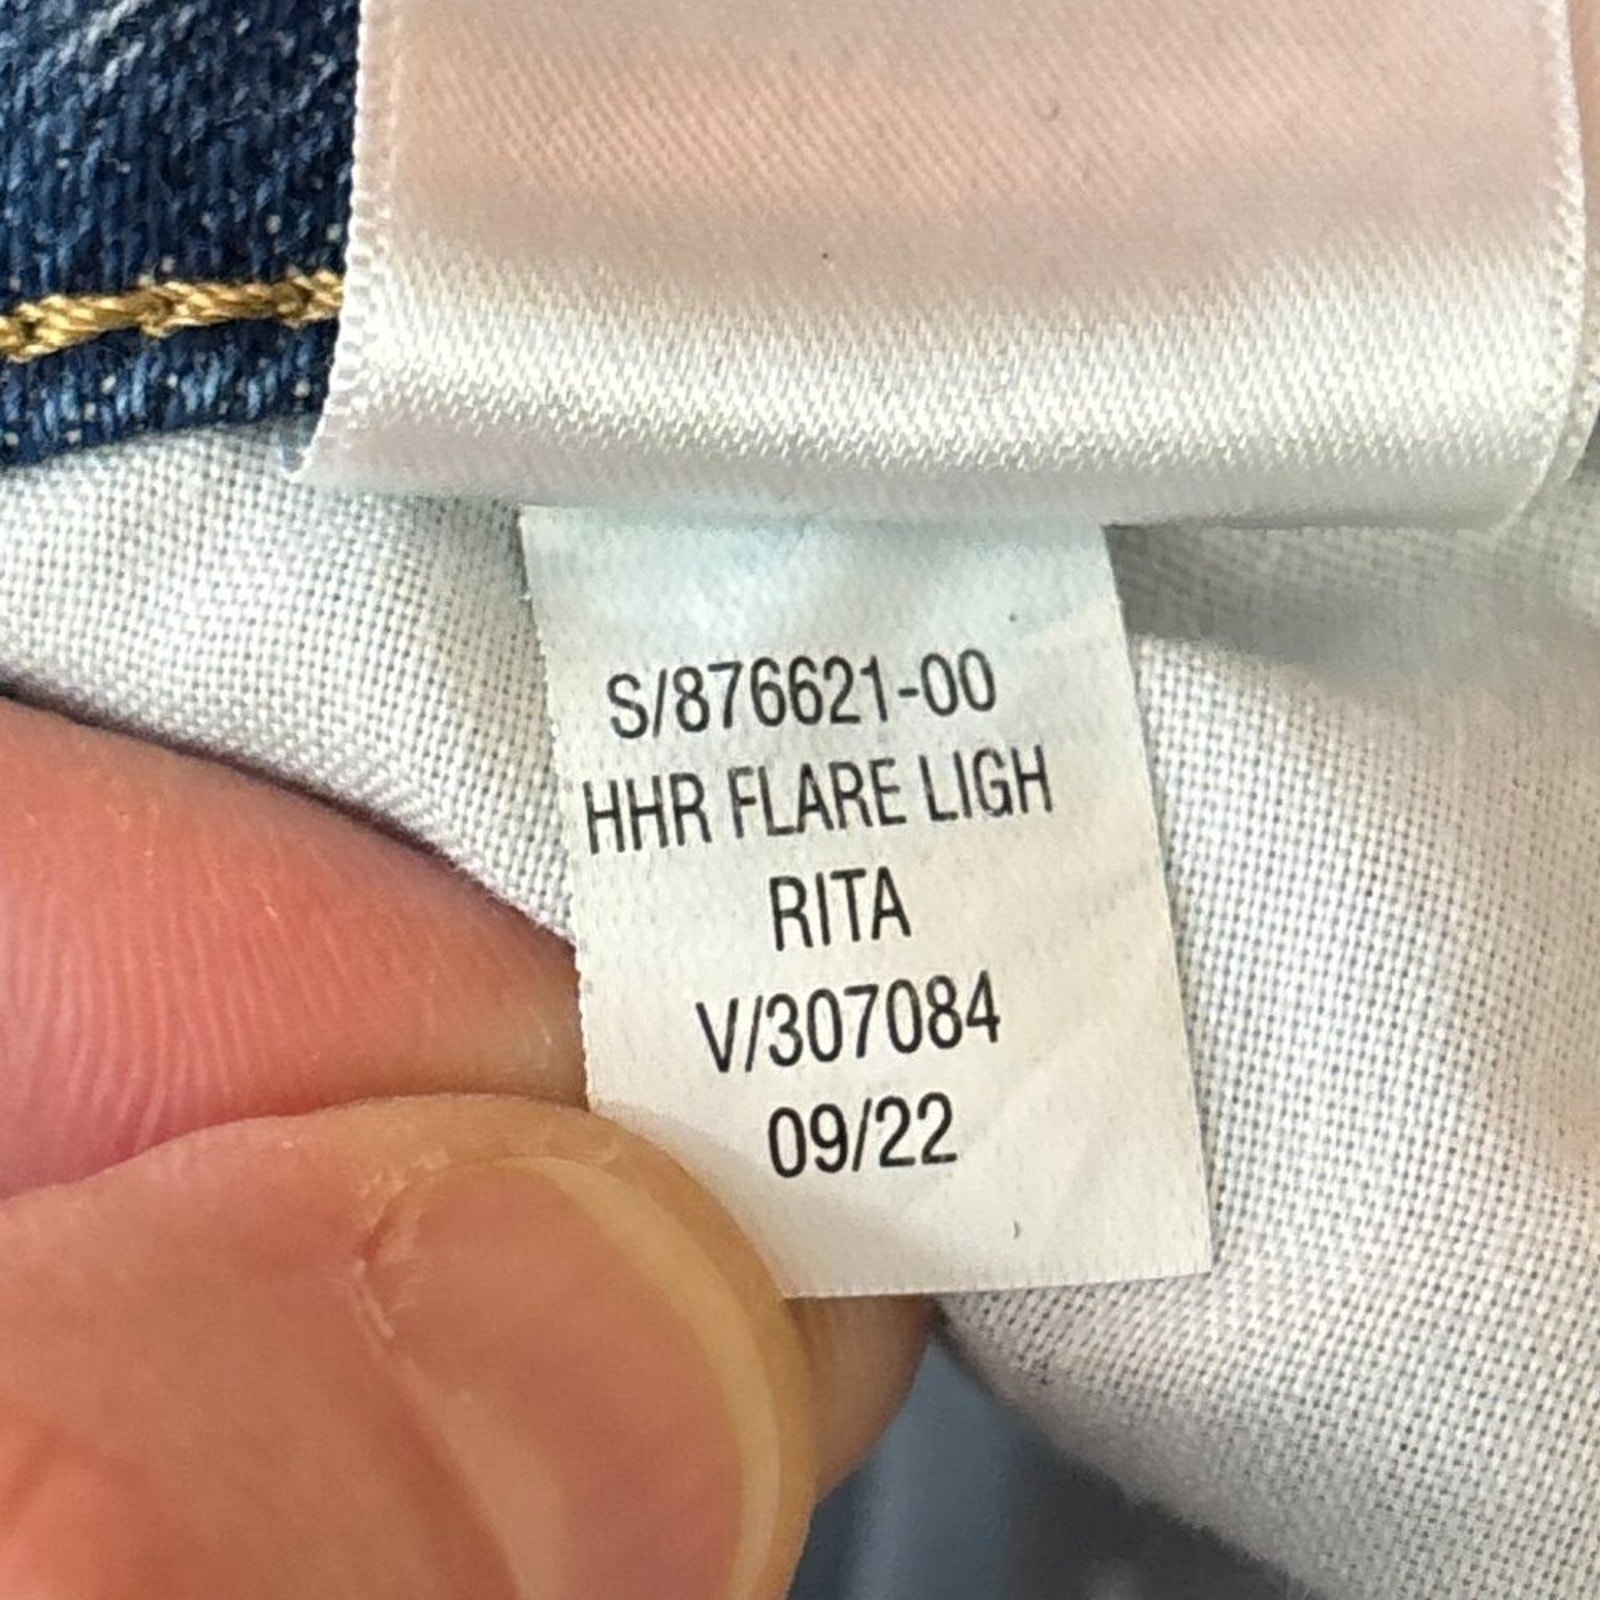 S/876621-00
HHR FLARE LIGH
RITA
V/307084
09/22